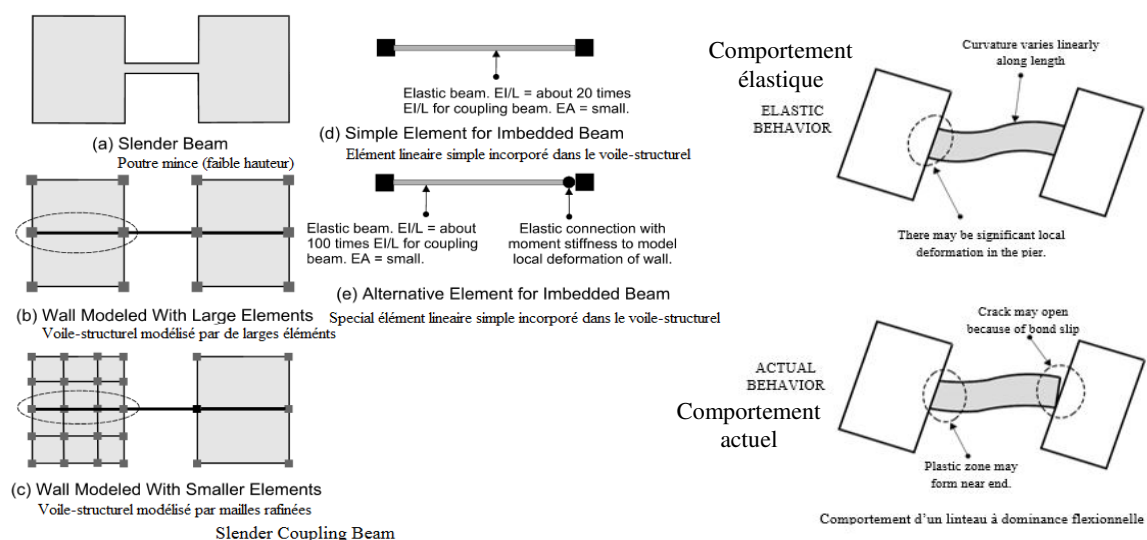 (a) Slender Beam
Poutre mince (faible hauteur)
(b) Wall Modeled With Large Elements
Voile-structurel modélisé par de larges éléménts
(c) Wall Modeled With Smaller Elements
Voile-structurel modélisé par mailles rafinées
Slender Coupling Beam
Elastic beam. EI/L = about 20 times
EI/L for coupling beam. EA = small.
(d) Simple Element for Imbedded Beam
Elément lineaire simple incorporé dans le voile-structurel
Elastic beam. EI/L = about
100 times EI/L for coupling
beam. EA = small.
Elastic connection with
moment stiffness to model
local deformation of wall.
(e) Alternative Element for Imbedded Beam
Special élément lineaire simple incorporé dans le voile-structurel
Comportement
élastique
ELASTIC
BEHAVIOR
Curvature varies linearly
along length
There may be significant local
deformation in the pier.
ACTUAL
BEHAVIOR
Comportement
actuel
Crack may open
because of bond slip
Plastic zone may
form near end.
Comportement d'un linteau à dominance flexionnelle